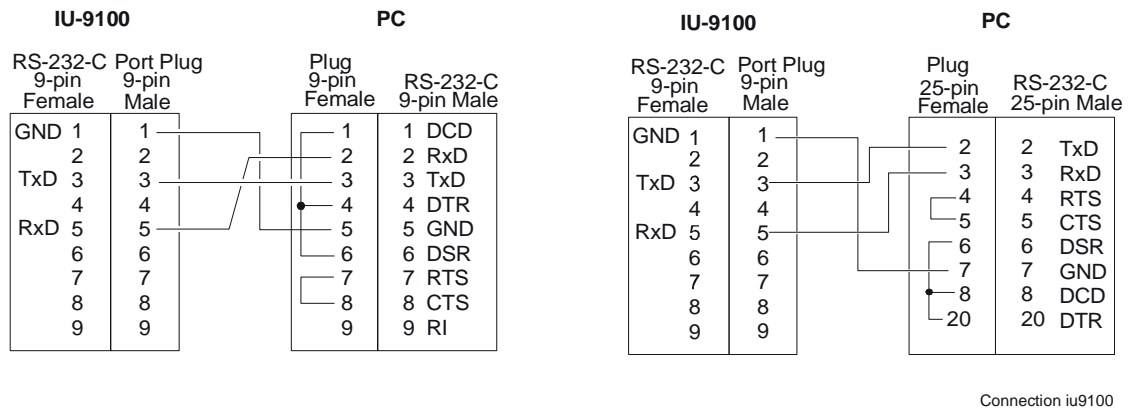 IU-9100 PC
RS-232-C Port Plug Plug
9-pin 9-pin 9-pin RS-232-C
Female Male Female 9-pin Male
GND 1 1 1 1 DCD
2 2 2 2 RxD
TxD 3 3 3 3 TxD
4 4 4 4 DTR
RxD 5 5 5 5 GND
6 6 6 6 DSR
7 7 7 7 RTS
8 8 8 8 CTS
9 9 9 9 RI
IU-9100 PC
RS-232-C Port Plug Plug
9-pin 9-pin 25-pin RS-232-C
Female Male Female 25-pin Male
GND 1 1
2 2 2 2 TxD
TxD 3 3 3 3 RxD
4 4 4 4 RTS
RxD 5 5 5 5 CTS
6 6 6 6 DSR
7 7 7 7 GND
8 8 8 8 DCD
9 9 20 20 DTR
Connection iu9100